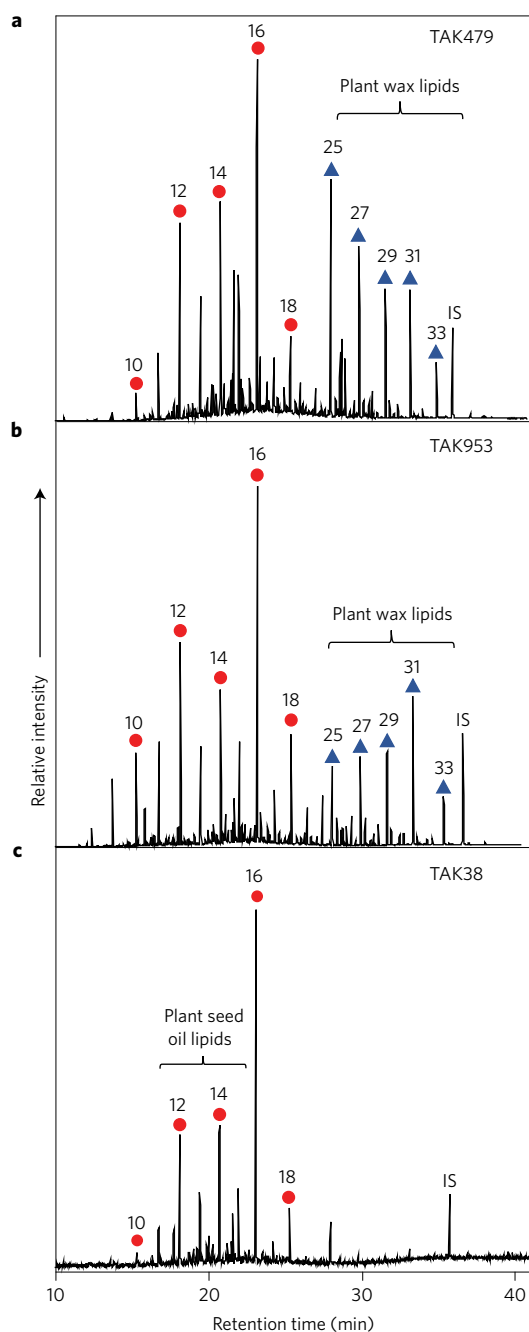 a
TAK479
16
Plant wax lipids
25
14
12
27
29
31
18
IS
33
10
b
TAK953
16
Plant wax lipids
12
31
14
18
IS
10
25
27
29
33
Relative intensity
c
TAK38
16
Plant seed
oil lipids
14
12
18
IS
10
10
20
30
40
Retention time (min)